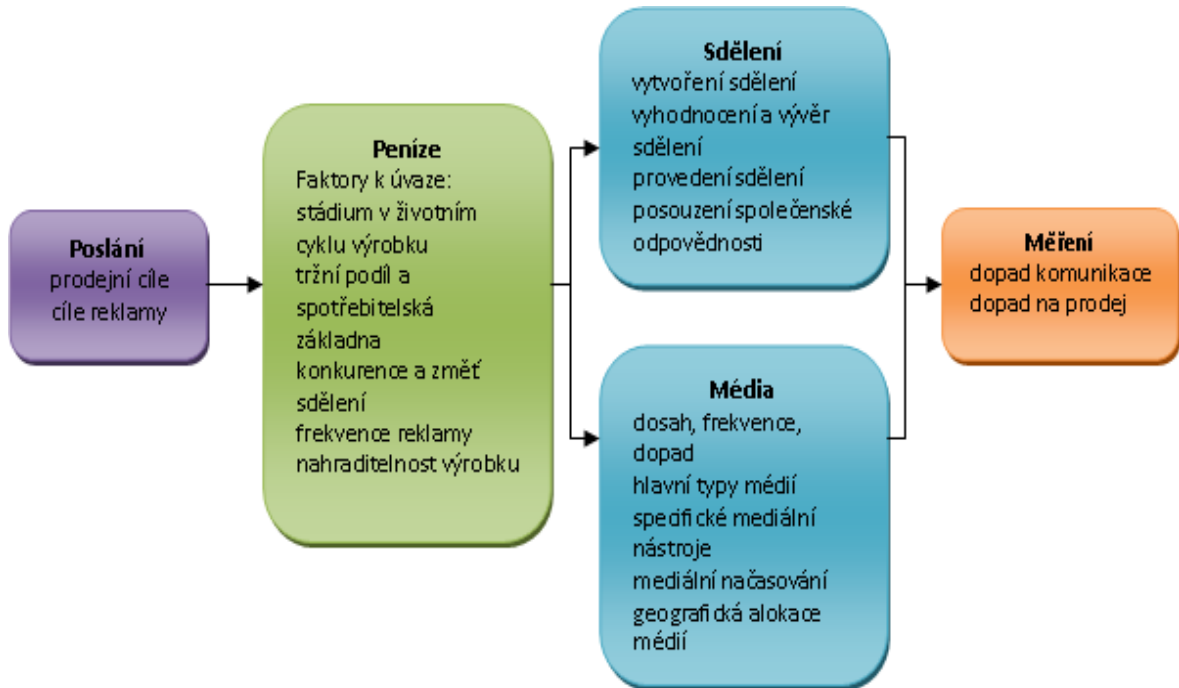 Poslání
prodejní cíle
cíle reklamy
Peníze
Faktory k úvaze:
stádium v životním
cyklu výrobku
tržní podíl a
spotřebitelská
základna
konkurence a změť
sdělení
frekvence reklamy
nahraditelnost výrobku
Sdělení
vytvoření sdělení
vyhodnocení a vývěr
sdělení
provedení sdělení
posouzení společenské
odpovědnosti
Média
dosah, frekvence,
dopad
hlavní typy médií
specifické mediální
nástroje
mediální načasování
geografická alokace
médií
Měření
dopad komunikace
dopad na prodej